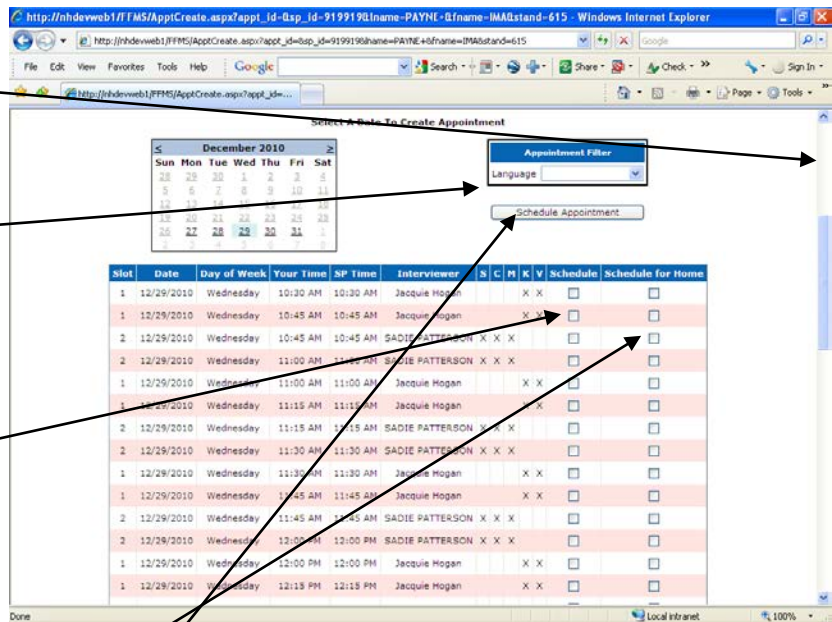 http://nhdevweb1/FFMS/ApptCreate.aspx?appt_id=&sp_id=919919&lname=PAYNE-&fname=IMA&stand=615 - Windows Internet Explorer
http://nhdevweb1/FFMS/ApptCreate.aspx?appt_id=&sp_id=919919&lname=PAYNE+&fname=IMA&stand=615
Google
File Edit View Favorites Tools Help Google Search Share Check Sign In
http://nhdevweb1/FFMS/ApptCreate.aspx?appt_id=... Page Tools
Select A Date To Create Appointment
< December 2010 >
Sun Mon Tue Wed Thu Fri Sat
28 29 30 1 2 3 4
5 6 7 8 9 10 11
12 13 14 15 16 17 18
19 20 21 22 23 24 25
26 27 28 29 30 31 1
2 3 4 5 6 7 8
Appointment Filter
Language
Schedule Appointment
Slot Date Day of Week Your Time SP Time Interviewer S C M K V Schedule Schedule for Home
1 12/29/2010 Wednesday 10:30 AM 10:30 AM Jacquie Hogan X X
1 12/29/2010 Wednesday 10:45 AM 10:45 AM Jacquie Hogan X X
2 12/29/2010 Wednesday 10:45 AM 10:45 AM SADIE PATTERSON X X X
2 12/29/2010 Wednesday 11:00 AM 11:00 AM SADIE PATTERSON X X X
1 12/29/2010 Wednesday 11:00 AM 11:00 AM Jacquie Hogan X X
1 12/29/2010 Wednesday 11:15 AM 11:15 AM Jacquie Hogan X X
2 12/29/2010 Wednesday 11:15 AM 11:15 AM SADIE PATTERSON X X X
2 12/29/2010 Wednesday 11:30 AM 11:30 AM SADIE PATTERSON X X X
1 12/29/2010 Wednesday 11:30 AM 11:30 AM Jacquie Hogan X X
1 12/29/2010 Wednesday 11:45 AM 11:45 AM Jacquie Hogan X X
2 12/29/2010 Wednesday 11:45 AM 11:45 AM SADIE PATTERSON X X X
2 12/29/2010 Wednesday 12:00 PM 12:00 PM SADIE PATTERSON X X X
1 12/29/2010 Wednesday 12:00 PM 12:00 PM Jacquie Hogan X X
1 12/29/2010 Wednesday 12:15 PM 12:15 PM Jacquie Hogan X X
Done Local intranet 100%